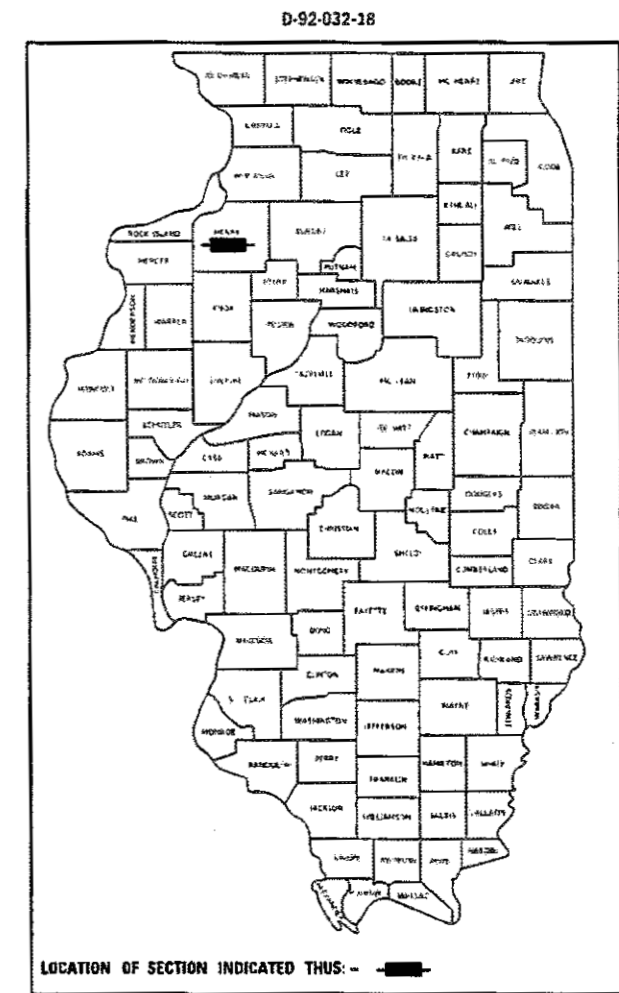 D-92-032-18
STEPHENSON WINNEBAGO BOONE MC HENRY
CARROLL OGLE
KANE
LEE
KENDALL
ROCK ISLAND HENRY BUREAU LA SALLE WILL
MERCER PUTNAM GRUNDY
STARK MARSHALL KANKAKEE
HENDERSON WARREN KNOX LIVINGSTON
PEORIA WOODFORD IROQUOIS
HANCOCK MC DONOUGH FULTON TAZEWELL MC LEAN FORD
MASON
SCHUYLER LOGAN DE WITT CHAMPAIGN
ADAMS BROWN CASS MENARD PIATT
MACON
MORGAN SANGAMON DOUGLAS
PIKE SCOTT CHRISTIAN MOULTRIE EDGAR
COLES
GREENE MACOUPIN MONTGOMERY SHELBY CLARK
CALHOUN CUMBERLAND
JERSEY FAYETTE EFFINGHAM JASPER CRAWFORD
MADISON BOND
CLAY RICHLAND LAWRENCE
CLINTON MARION
ST CLAIR WAYNE EDWARDS WABASH
WASHINGTON JEFFERSON
MONROE
RANDOLPH PERRY HAMILTON WHITE
FRANKLIN
JACKSON WILLIAMSON SALINE GALLATIN
UNION JOHNSON POPE HARDIN
MASSAC
LOCATION OF SECTION INDICATED THUS: -